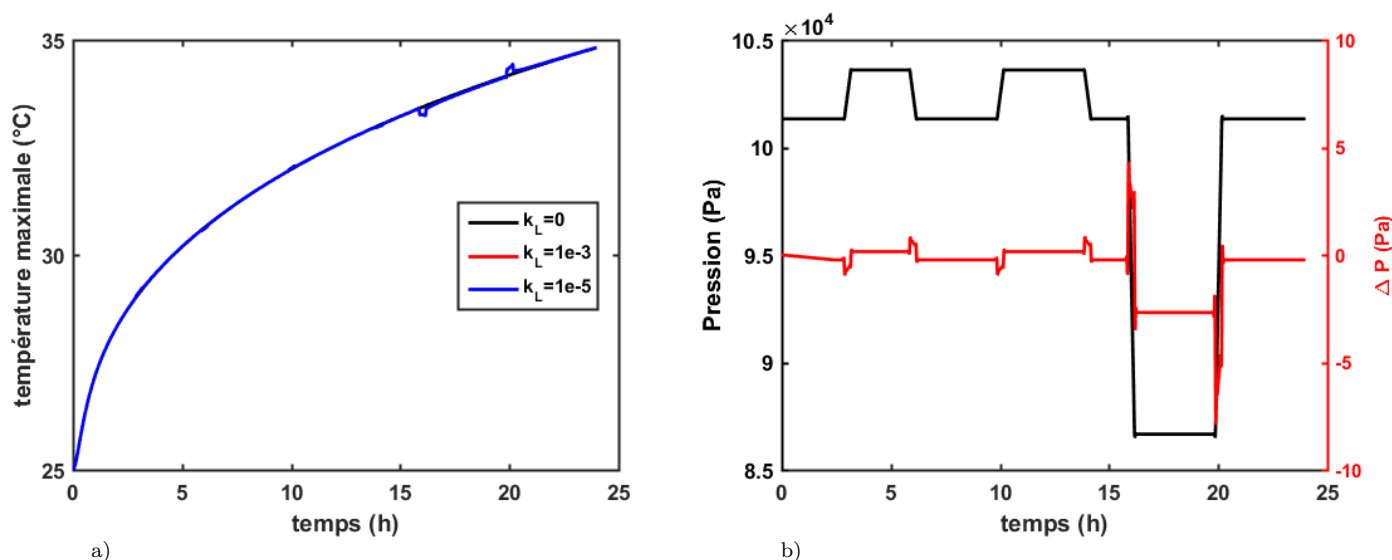 35
30
25
0
5
10
15
20
25
température maximale (°C)
temps (h)
k_L=0
k_L=1e-3
k_L=1e-5
a)
×10⁴
10.5
10
9.5
9
8.5
Pression (Pa)
0
5
10
15
20
25
temps (h)
10
5
0
-5
-10
Δ P (Pa)
b)